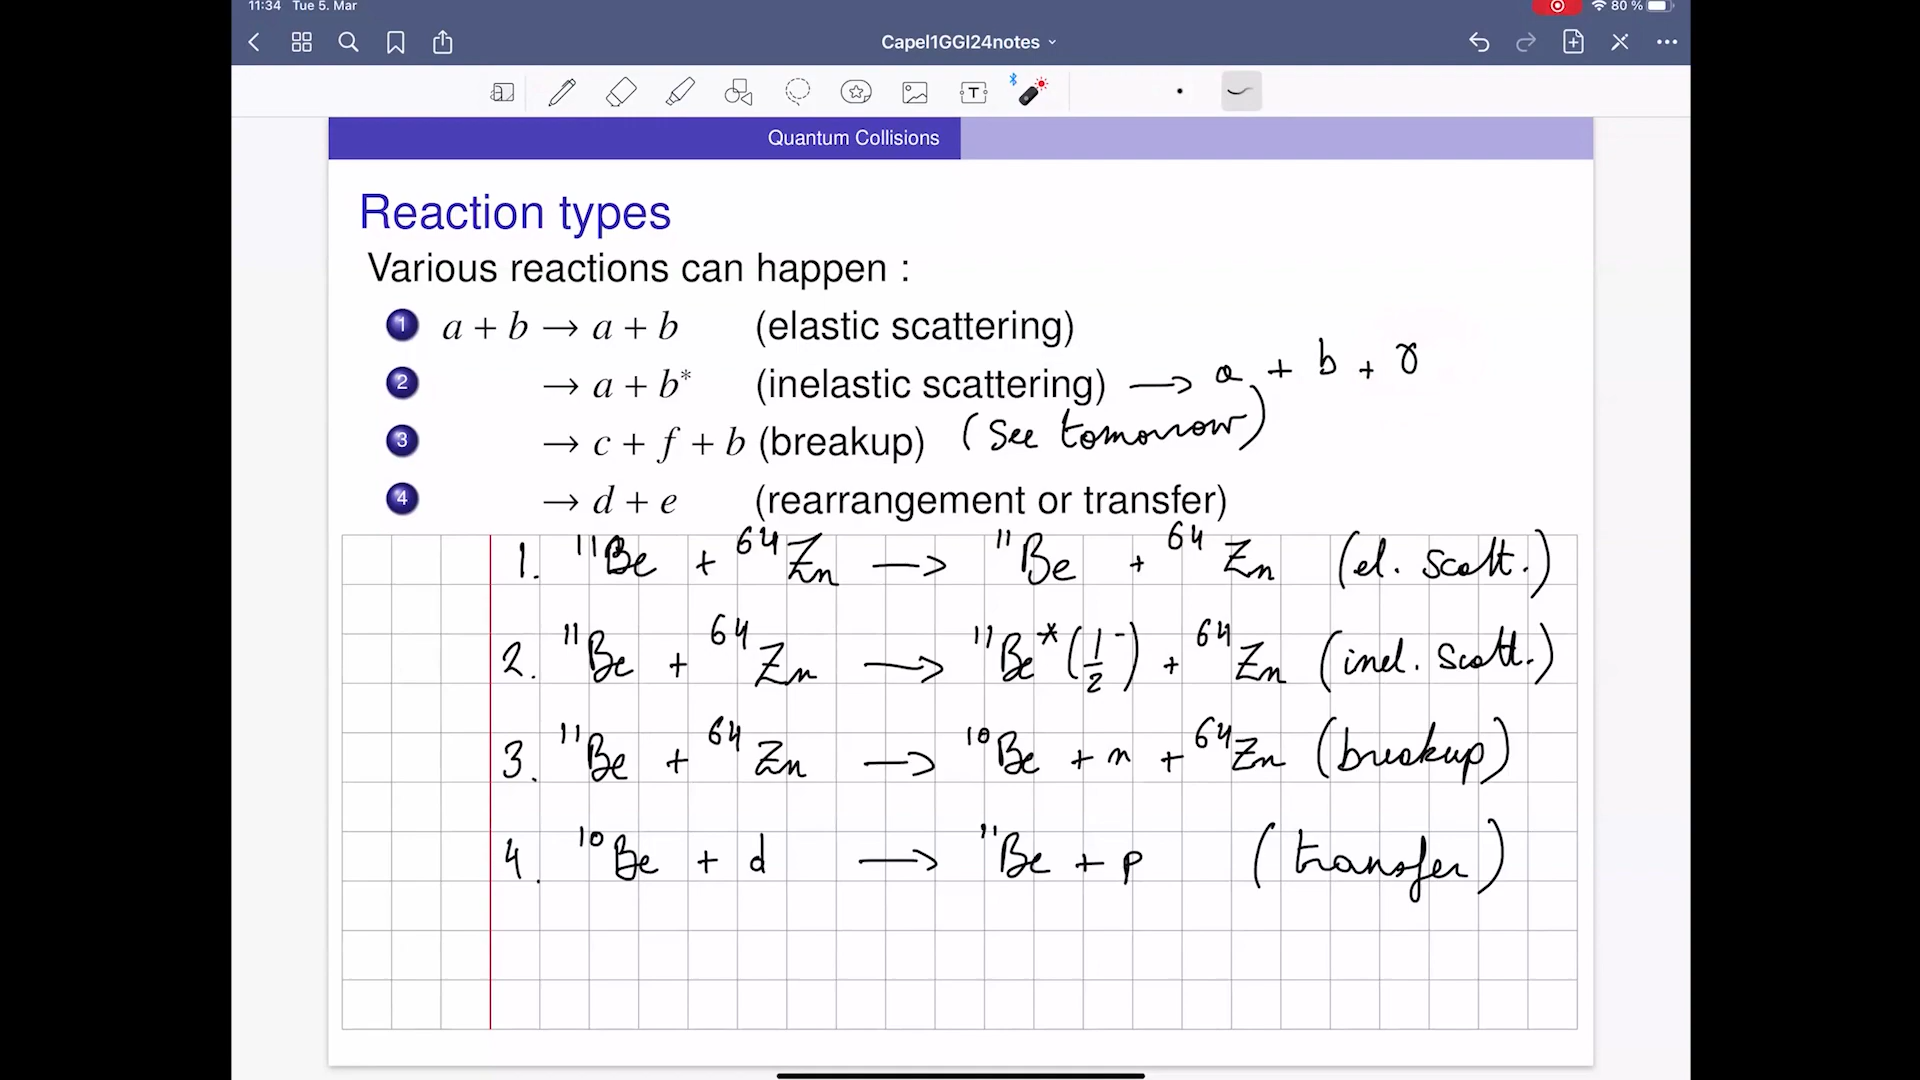 11:34 Tue 5. Mar 80 %
Capel1GGI24notes
Quantum Collisions
Reaction types
Various reactions can happen :
1 a + b → a + b (elastic scattering)
2 → a + b* (inelastic scattering) → a + b + γ
3 → c + f + b (breakup) (See tomorrow)
4 → d + e (rearrangement or transfer)
1. ¹¹Be + ⁶⁴Zn → ¹¹Be + ⁶⁴Zn (el. scatt.)
2. ¹¹Be + ⁶⁴Zn → ¹¹Be*(1/2⁻) + ⁶⁴Zn (inel. scatt.)
3. ¹¹Be + ⁶⁴Zn → ¹⁰Be + n + ⁶⁴Zn (breakup)
4. ¹⁰Be + d → ¹¹Be + p (transfer)